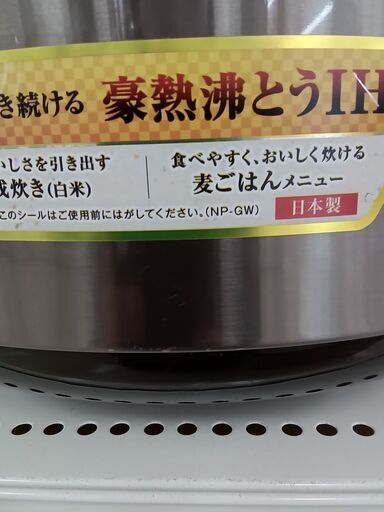 き続ける 豪熱沸とうIH
いしさを引き出す
炊き(白米)
食べやすく、おいしく炊ける
麦ごはんメニュー
このシールはご使用前にはがしてください。(NP-GW)
日本製